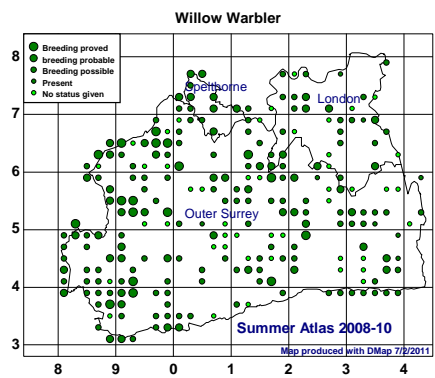 Willow Warbler
Breeding proved
breeding probable
Breeding possible
Present
No status given
Spelthorne
London
Outer Surrey
Summer Atlas 2008-10
Map produced with DMap 7/2/2011
8
7
6
5
4
3
8 9 0 1 2 3 4